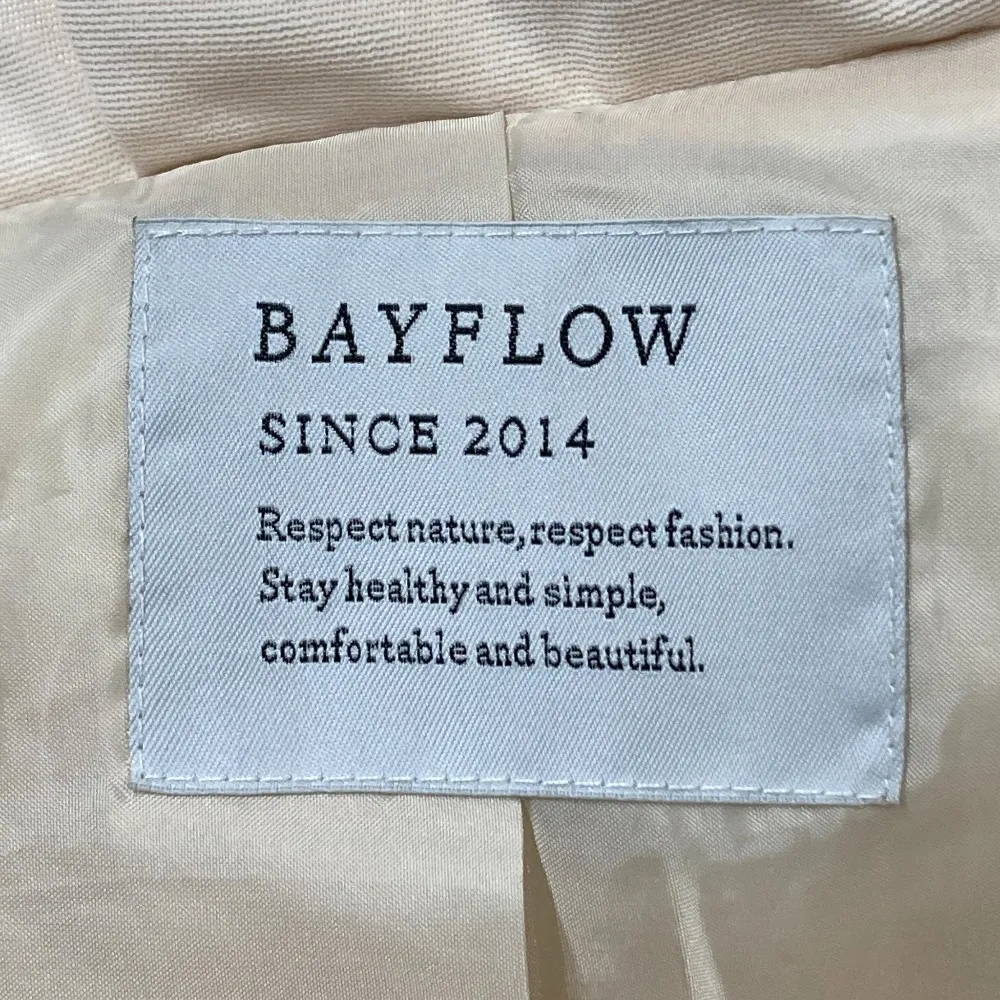 BAYFLOW
SINCE 2014
Respect nature, respect fashion.
Stay healthy and simple,
comfortable and beautiful.